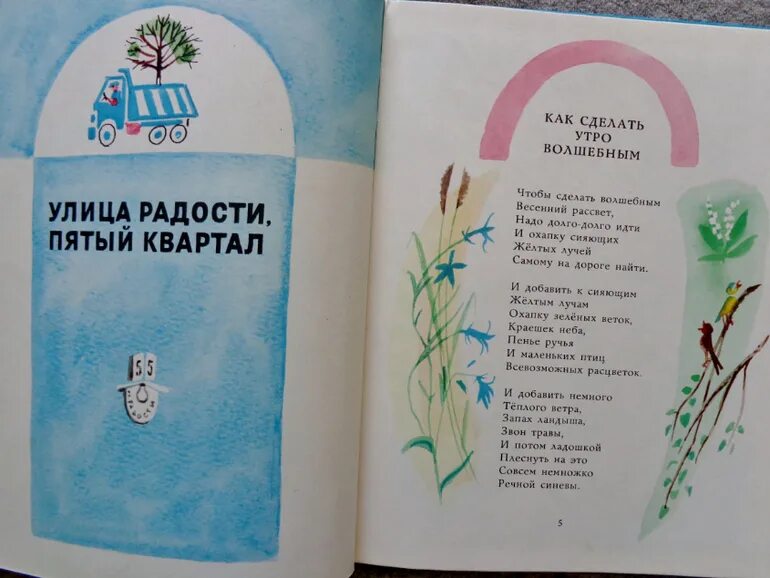 УЛИЦА РАДОСТИ,
ПЯТЫЙ КВАРТАЛ
5 5
КАК СДЕЛАТЬ
УТРО
ВОЛШЕБНЫМ
Чтобы сделать волшебным
Весенний рассвет,
Надо долго-долго идти
И охапку сияющих
Жёлтых лучей
Самому на дороге найти.
И добавить к сияющим
Жёлтым лучам
Охапку зелёных веток,
Краешек неба,
Пенье ручья
И маленьких птиц
Всевозможных расцветок.
И добавить немного
Тёплого ветра,
Запах ландыша,
Звон травы,
И потом ладошкой
Плеснуть на это
Совсем немножко
Речной синевы.
5